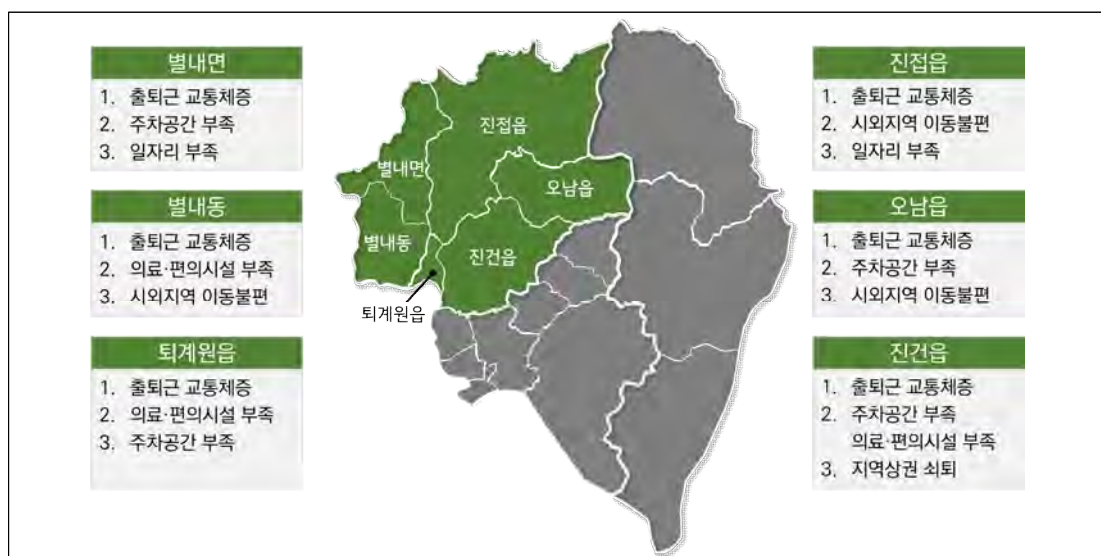 별내면
1. 출퇴근 교통체증
2. 주차공간 부족
3. 일자리 부족
별내동
1. 출퇴근 교통체증
2. 의료·편의시설 부족
3. 시외지역 이동불편
퇴계원읍
1. 출퇴근 교통체증
2. 의료·편의시설 부족
3. 주차공간 부족
진접읍
별내면
오남읍
별내동
진건읍
퇴계원읍
진접읍
1. 출퇴근 교통체증
2. 시외지역 이동불편
3. 일자리 부족
오남읍
1. 출퇴근 교통체증
2. 주차공간 부족
3. 시외지역 이동불편
진건읍
1. 출퇴근 교통체증
2. 주차공간 부족
의료·편의시설 부족
3. 지역상권 쇠퇴